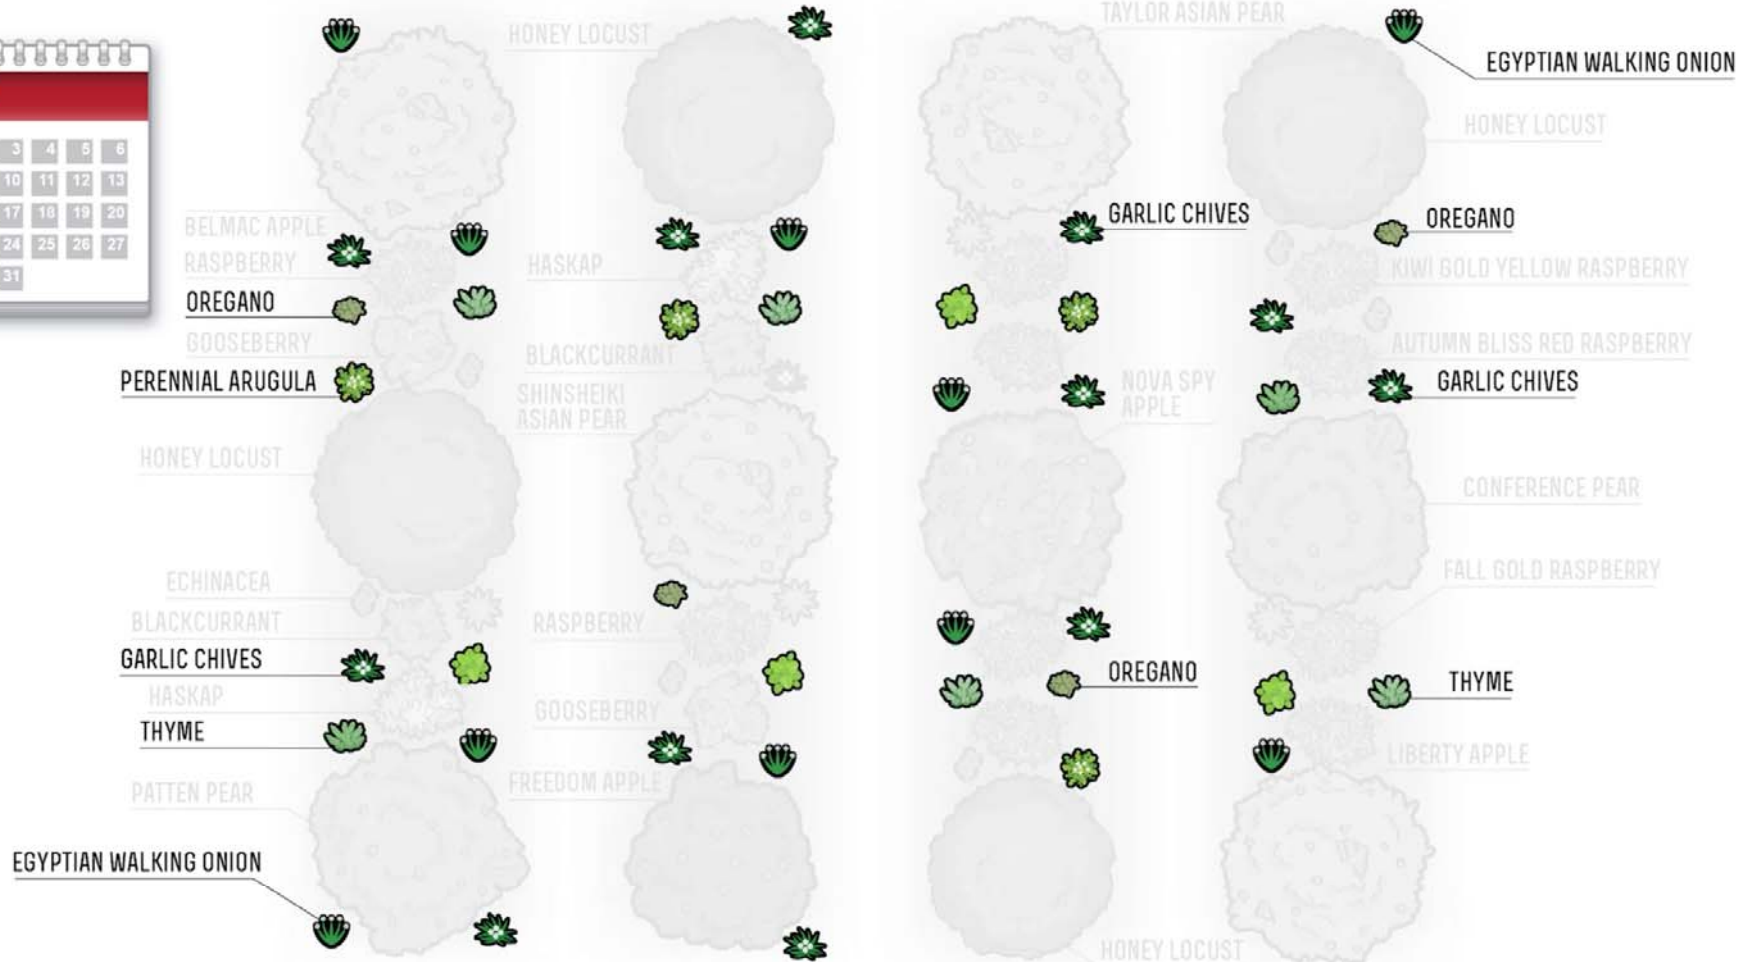 3 4 5 6
10 11 12 13
17 18 19 20
24 25 26 27
31
BELMAC APPLE
RASPBERRY
OREGANO
GOOSEBERRY
PERENNIAL ARUGULA
HONEY LOCUST
ECHINACEA
BLACKCURRANT
GARLIC CHIVES
HASKAP
THYME
PATTEN PEAR
EGYPTIAN WALKING ONION
HONEY LOCUST
HASKAP
BLACKCURRANT
SHINSHEIKI
ASIAN PEAR
RASPBERRY
GOOSEBERRY
FREEDOM APPLE
TAYLOR ASIAN PEAR
GARLIC CHIVES
NOVA SPY
APPLE
OREGANO
HONEY LOCUST
EGYPTIAN WALKING ONION
HONEY LOCUST
OREGANO
KIWI GOLD YELLOW RASPBERRY
AUTUMN BLISS RED RASPBERRY
GARLIC CHIVES
CONFERENCE PEAR
FALL GOLD RASPBERRY
THYME
LIBERTY APPLE